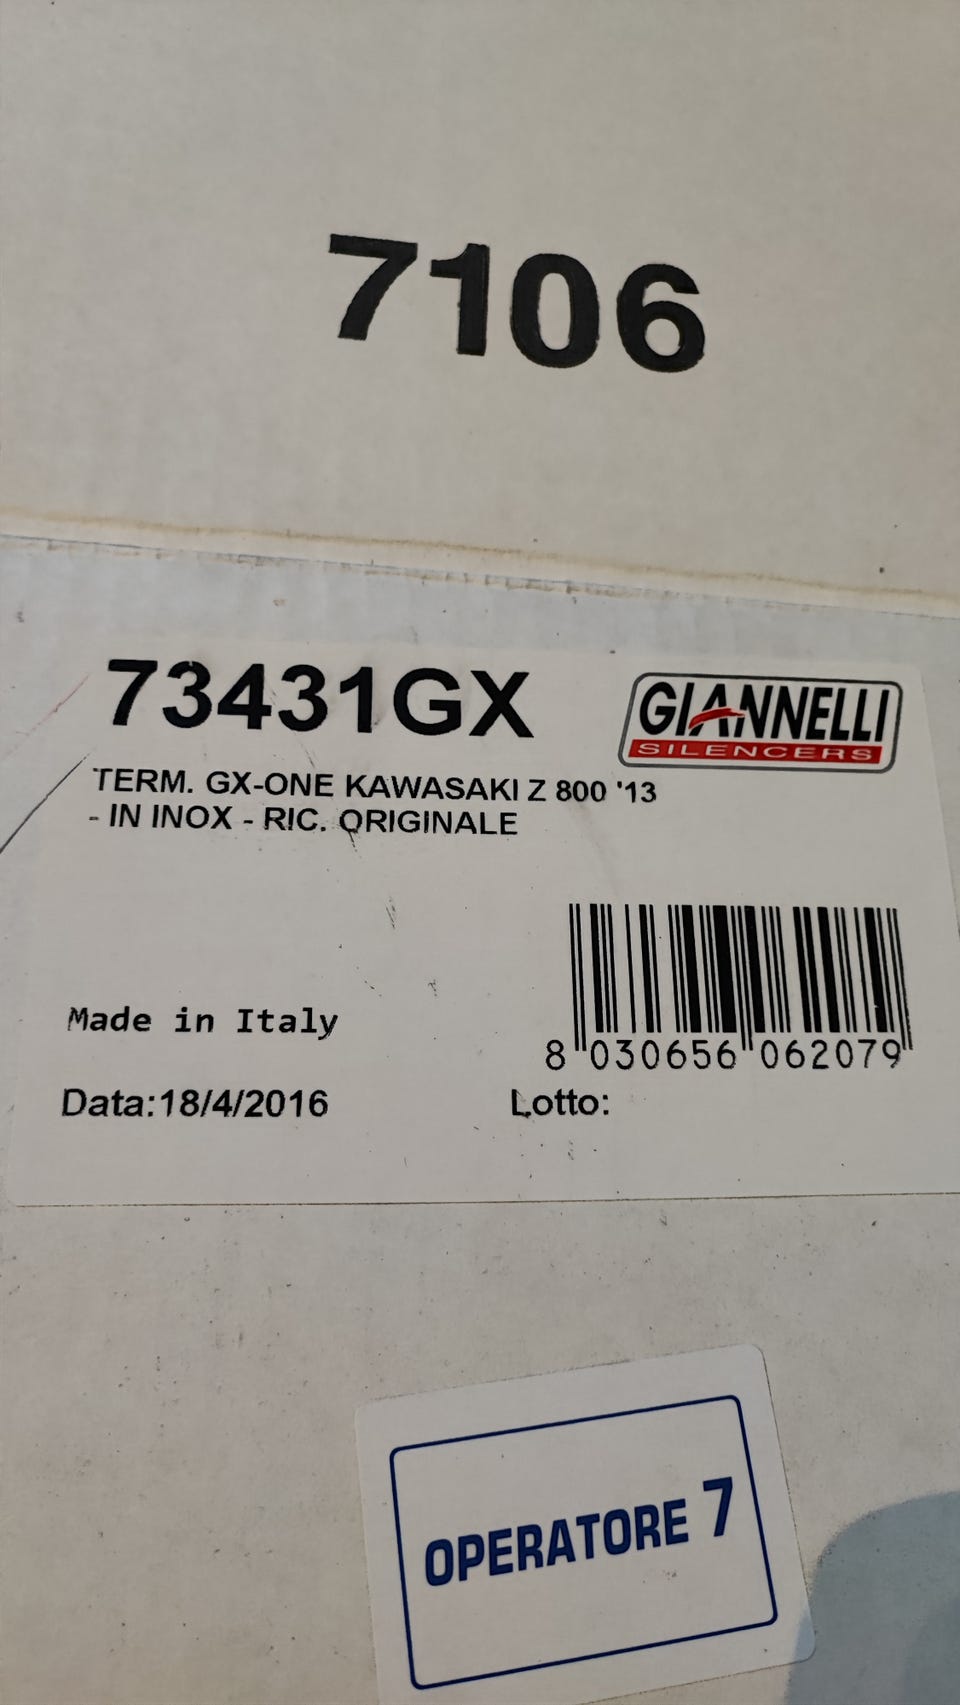 7106
73431GX
GIANNELLI
SILENCERS
TERM. GX-ONE KAWASAKI Z 800 '13
- IN INOX - RIC. ORIGINALE
Made in Italy
8 030656 062079
Data:18/4/2016
Lotto:
OPERATORE 7